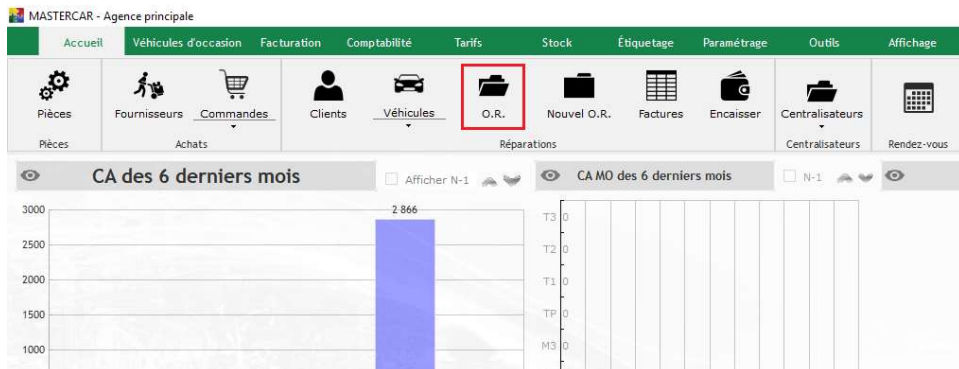 MASTERCAR - Agence principale
Accueil Véhicules d'occasion Facturation Comptabilité Tarifs Stock Étiquetage Paramétrage Outils Affichage
Pièces Fournisseurs Commandes Clients Véhicules O.R. Nouvel O.R. Factures Encaisser Centralisateurs
Pièces Achats Réparations Centralisateurs Rendez-vous
CA des 6 derniers mois Afficher N-1 CA MO des 6 derniers mois N-1
3000 2 866 T3 0
2500 T2 0
2000 T1 0
1500 TP 0
1000 M3 0